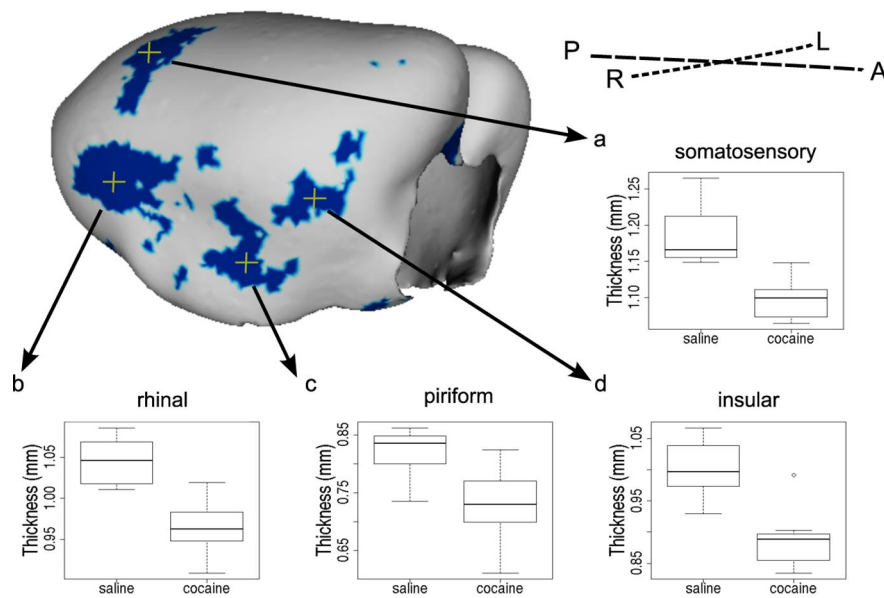 P
L
R
A
a
somatosensory
Thickness (mm)
1.25
1.20
1.15
1.10
saline
cocaine
b
rhinal
Thickness (mm)
1.05
1.00
0.95
saline
cocaine
c
piriform
Thickness (mm)
0.85
0.75
0.65
saline
cocaine
d
insular
Thickness (mm)
1.05
0.95
0.85
saline
cocaine